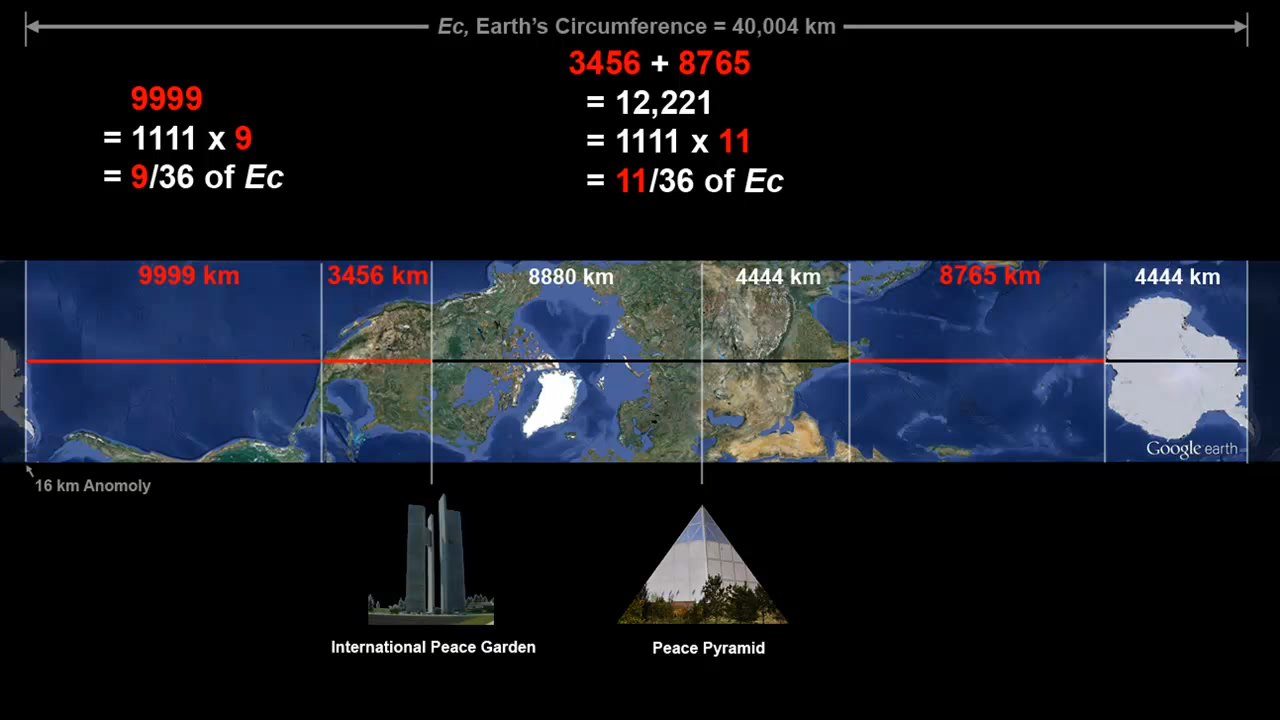 Ec, Earth's Circumference = 40,004 km
9999
= 1111 x 9
= 9/36 of Ec
3456 + 8765
= 12,221
= 1111 x 11
= 11/36 of Ec
9999 km
3456 km
8880 km
4444 km
8765 km
4444 km
Google earth
16 km Anomoly
International Peace Garden
Peace Pyramid